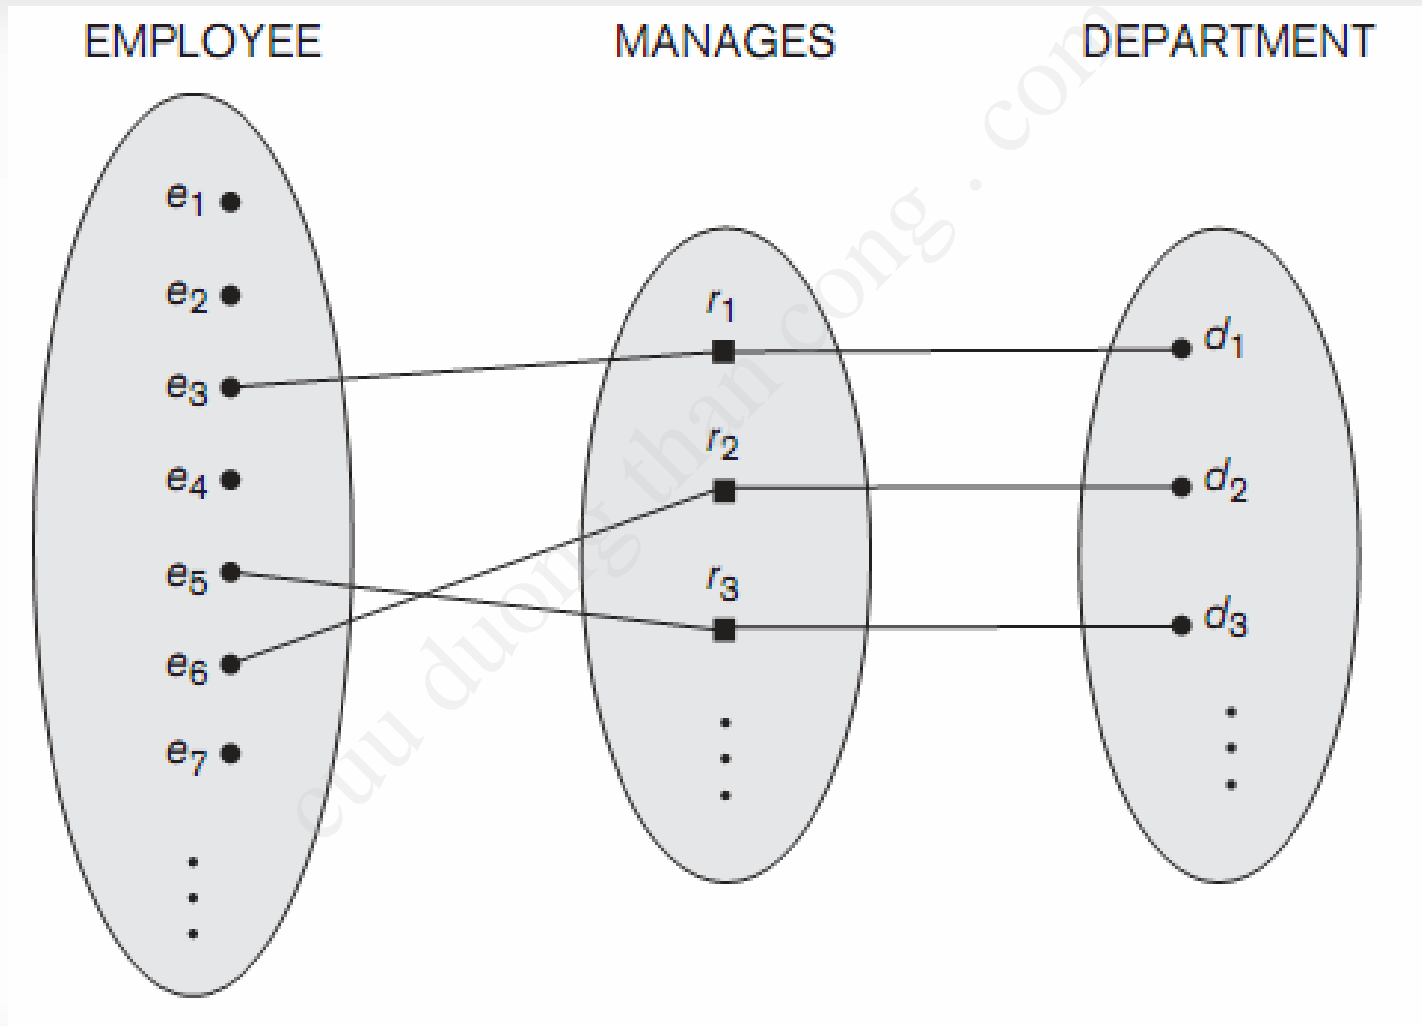 EMPLOYEE MANAGES DEPARTMENT
e1
e2
e3
e4
e5
e6
e7
r1
r2
r3
d1
d2
d3
cuu duong than cong . com